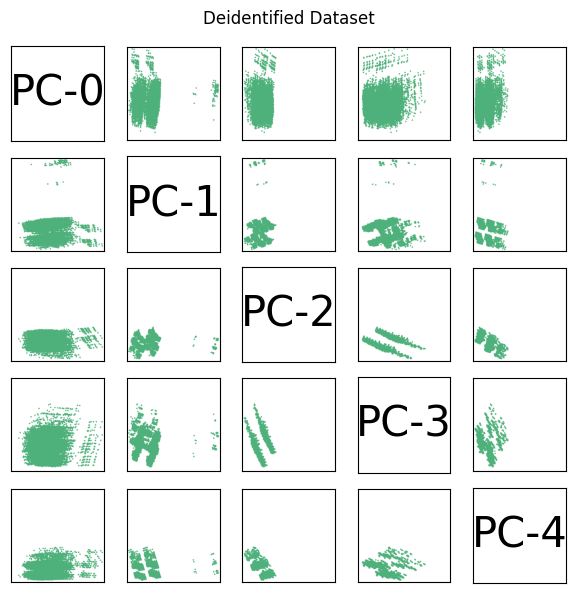 Deidentified Dataset
PC-0
PC-1
PC-2
PC-3
PC-4